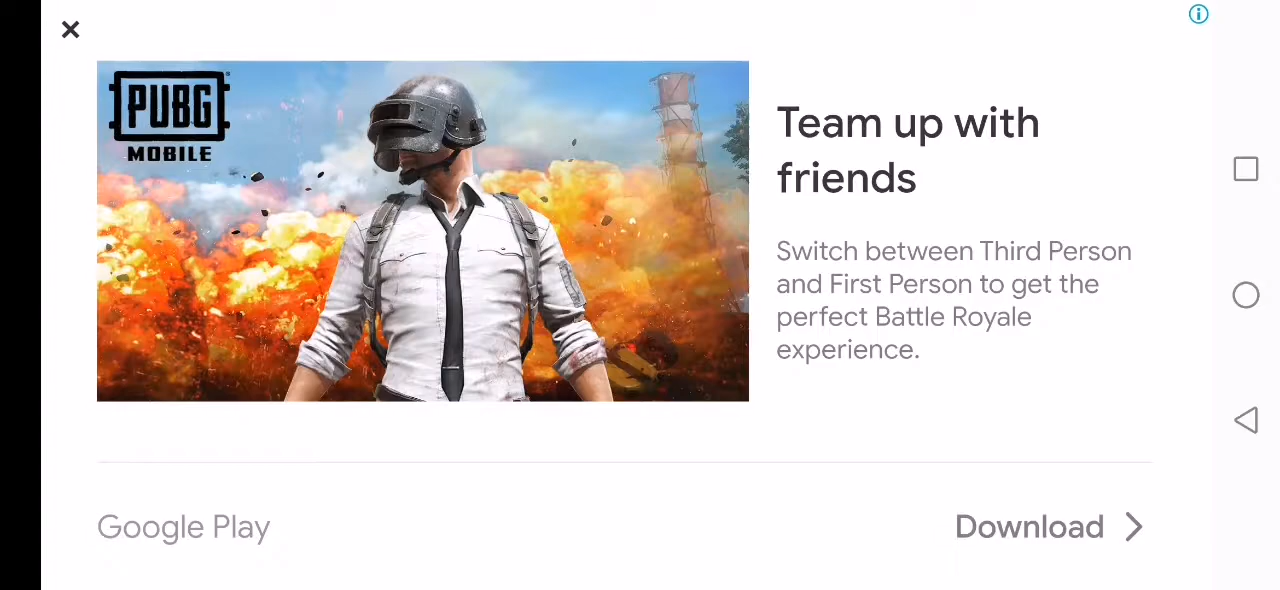 PUBG
MOBILE
Team up with
friends
Switch between Third Person
and First Person to get the
perfect Battle Royale
experience.
Google Play
Download